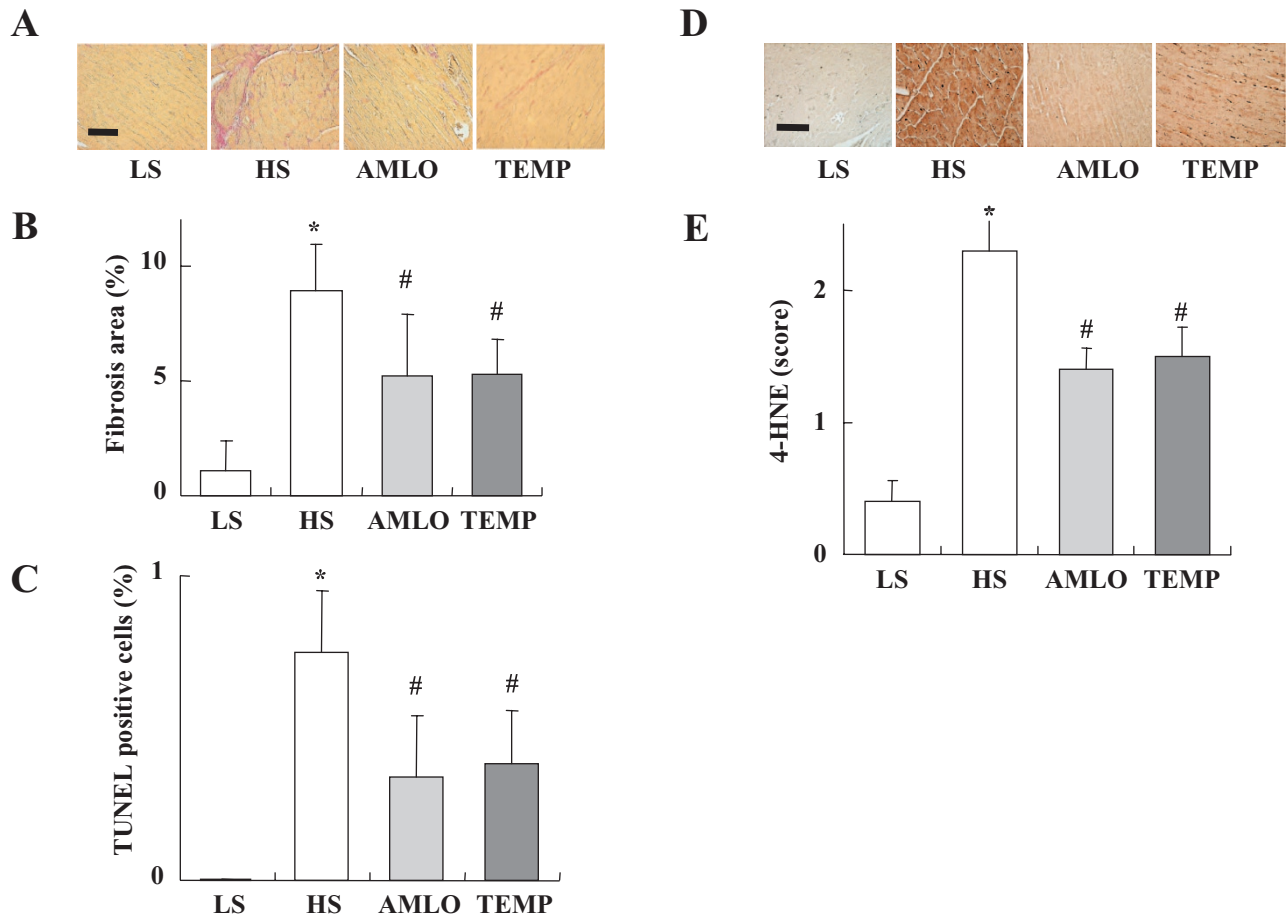 A
LS HS AMLO TEMP
B
Fibrosis area (%)
10
5
0
* # #
LS HS AMLO TEMP
C
TUNEL positive cells (%)
1
0
* # #
LS HS AMLO TEMP
D
LS HS AMLO TEMP
E
4-HNE (score)
2
1
0
* # #
LS HS AMLO TEMP